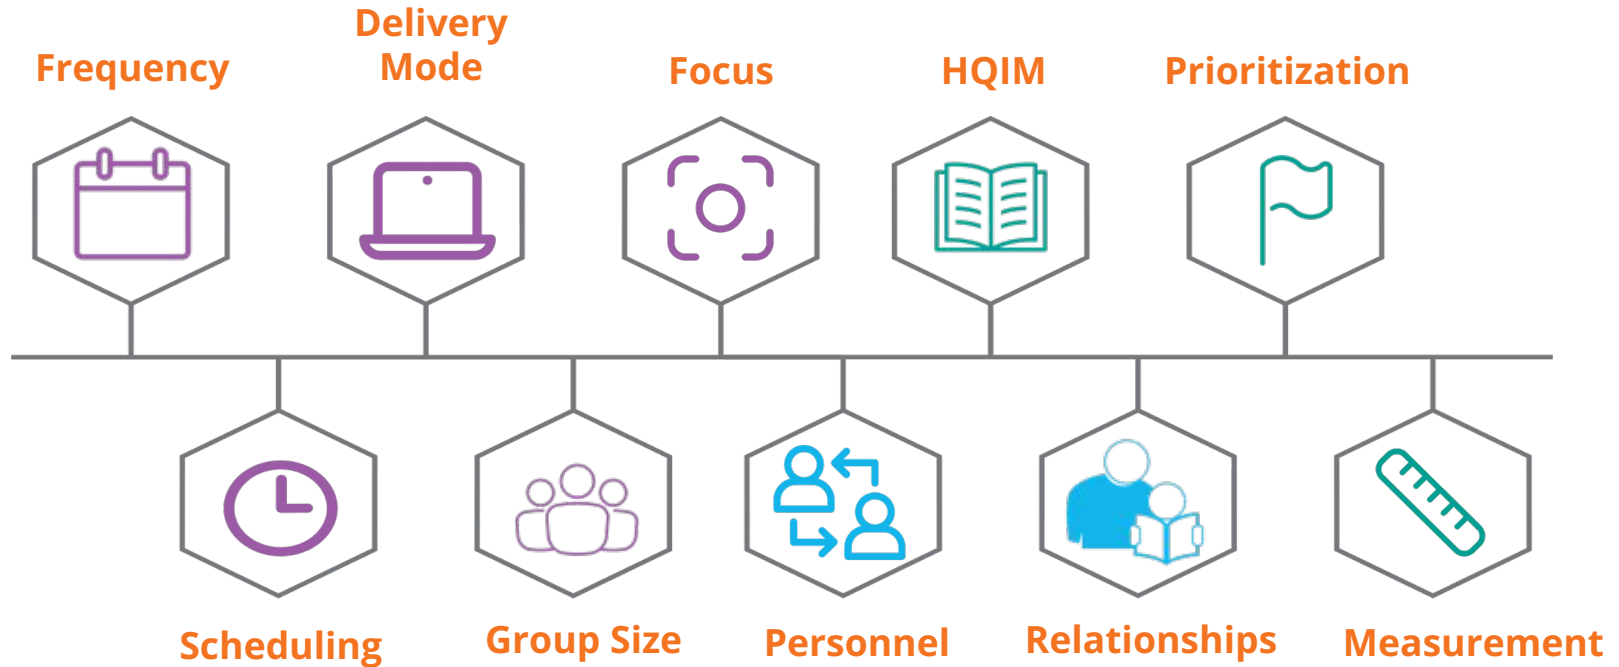 Frequency
Delivery
Mode
Focus
HQIM
Prioritization
Scheduling
Group Size
Personnel
Relationships
Measurement